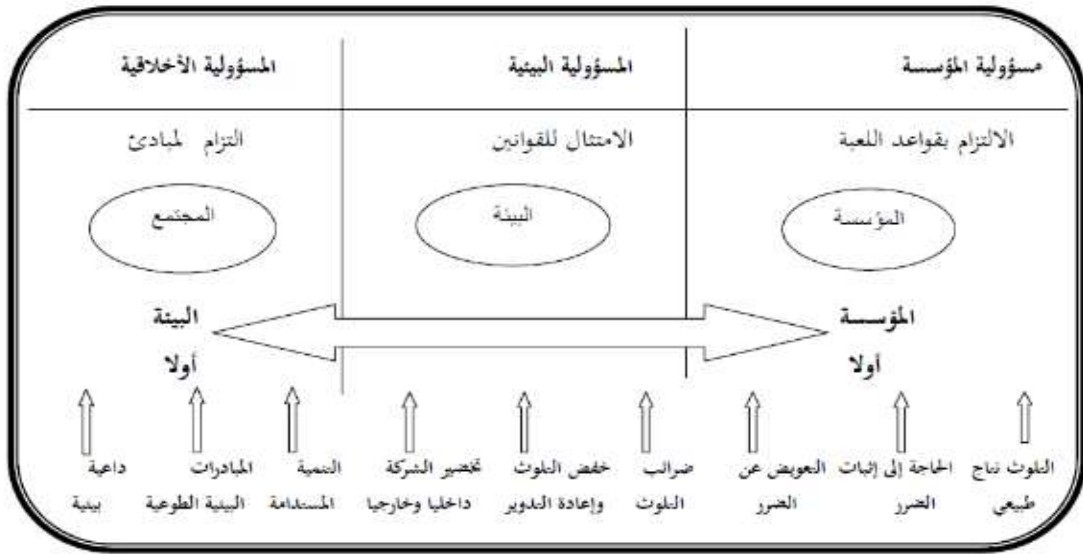 مسؤولية المؤسسة المسؤولية البيئية المسؤولية الأخلاقية
الالتزام بقواعد اللعبة الامتثال للقوانين التزام لمبادئ
المؤسسة البيئة المجتمع
المؤسسة البيئة
أولا أولا
التلوث نتاج الحاجة إلى إثبات التعويض عن ضرائب خفض التلوث تخضير الشركة التنمية المبادرات داعية
طبيعي الضرر الضرر التلوث وإعادة التدوير داخليا وخارجيا المستدامة البيئية الطوعية بيئية